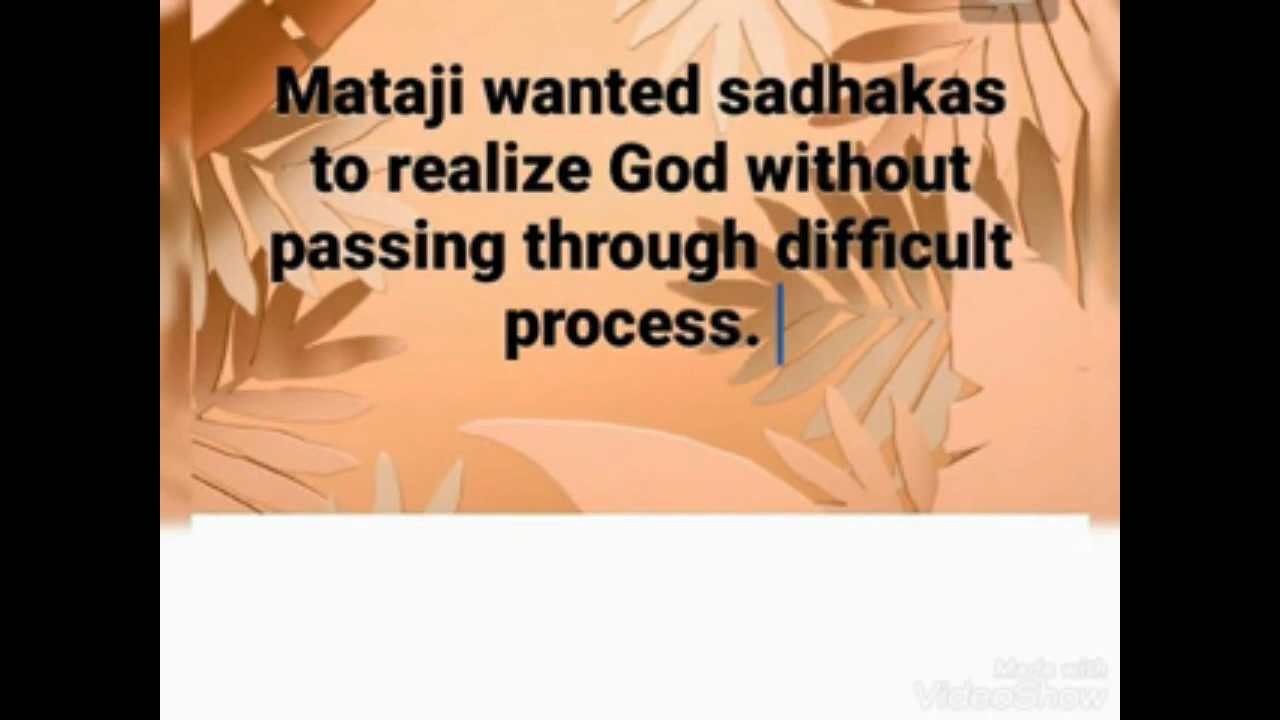 Mataji wanted sadhakas
to realize God without
passing through difficult
process.
Made with
VideoShow